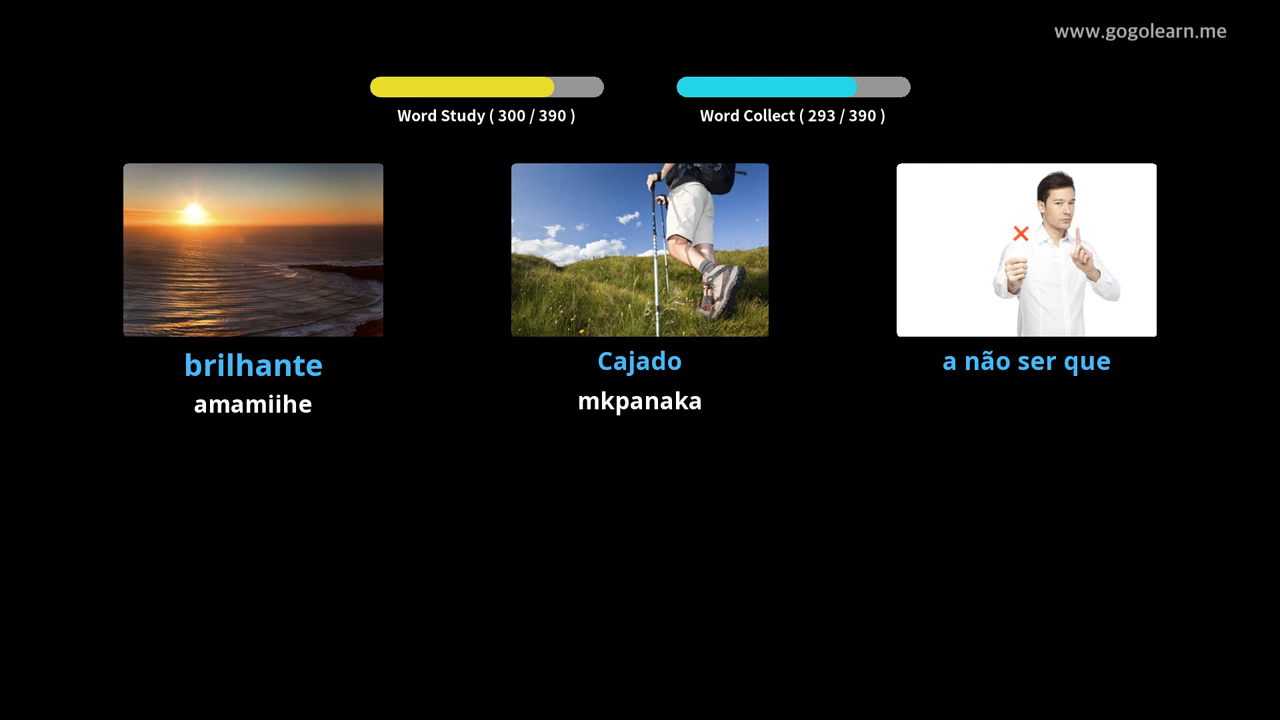 www.gogolearn.me
Word Study ( 300 / 390 )
Word Collect ( 293 / 390 )
brilhante
amamiihe
Cajado
mkpanaka
a não ser que